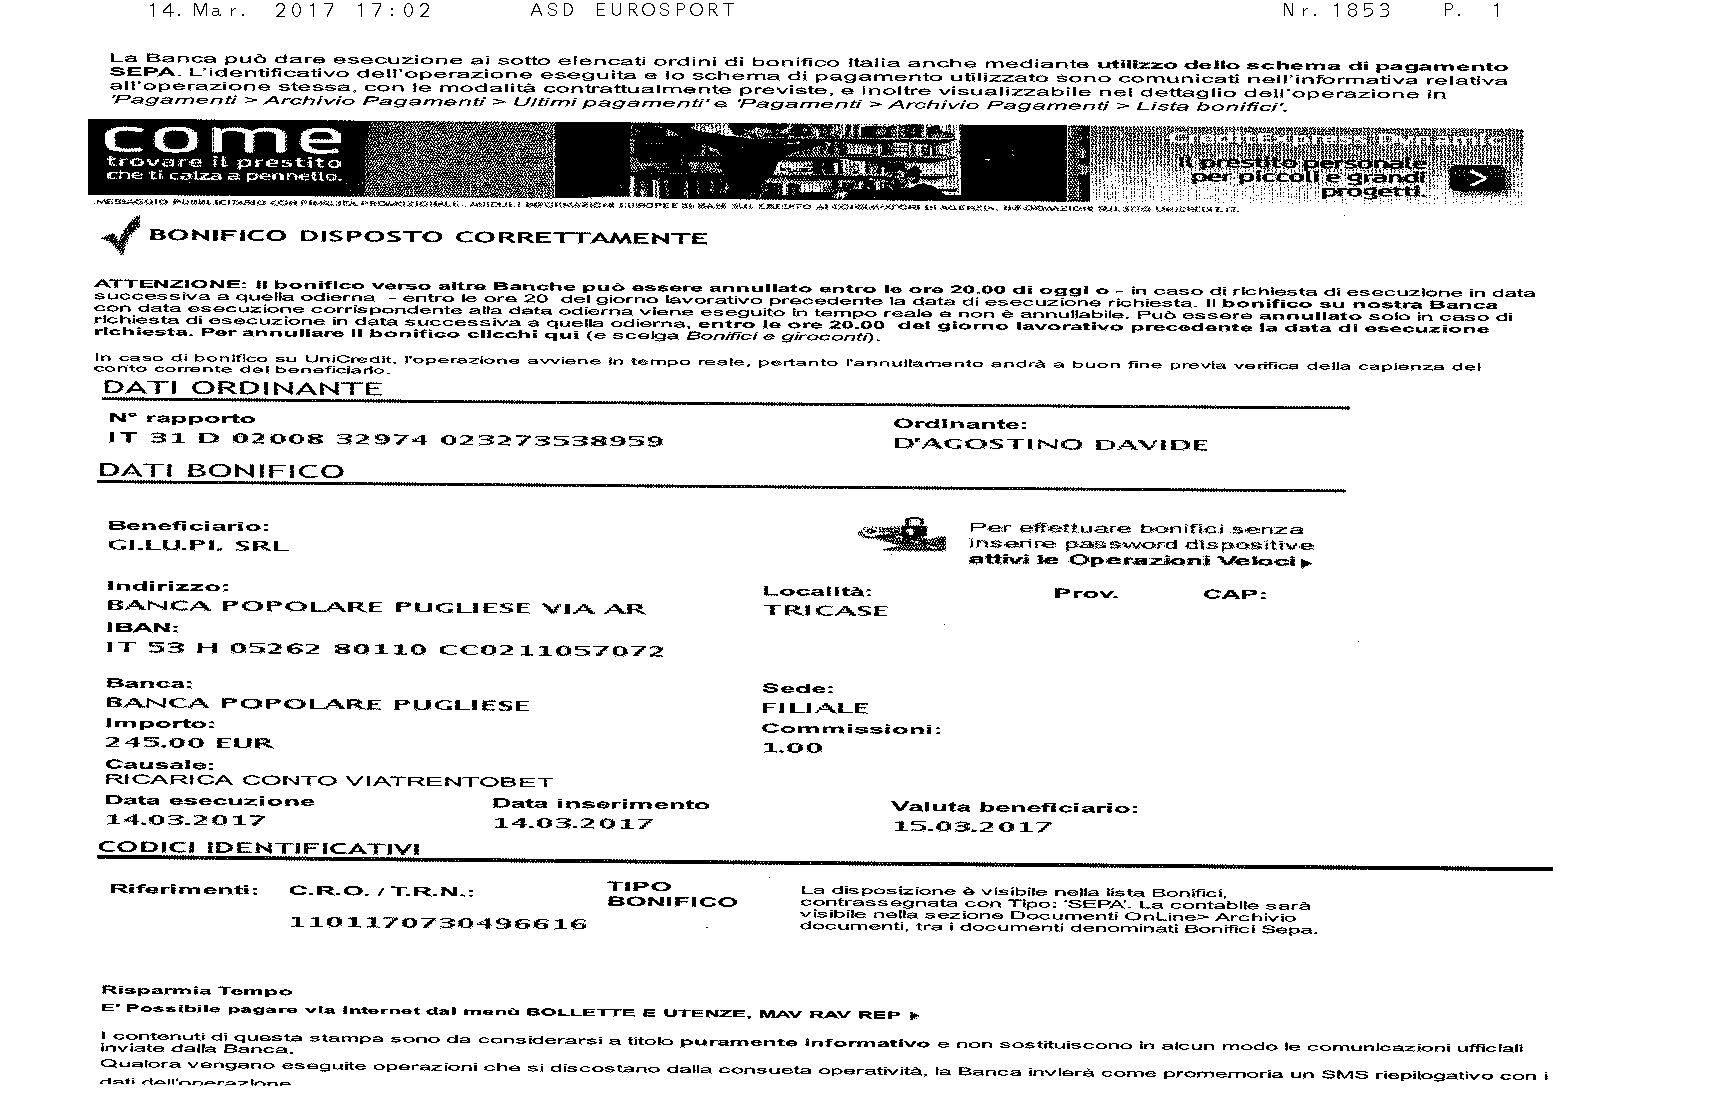 14. Mar. 2017 17:02 ASD EUROSPORT Nr. 1853 P. 1
La Banca può dare esecuzione ai sotto elencati ordini di bonifico Italia anche mediante utilizzo dello schema di pagamento
SEPA. L'identificativo dell'operazione eseguita e lo schema di pagamento utilizzato sono comunicati nell'informativa relativa
all'operazione stessa, con le modalità contrattualmente previste, e inoltre visualizzabile nel dettaglio dell'operazione in
'Pagamenti > Archivio Pagamenti > Ultimi pagamenti' e 'Pagamenti > Archivio Pagamenti > Lista bonifici'.
come
trovare il prestito
che ti calza a pennello.
il prestito personale
per piccoli e grandi
progetti.
MESSAGGIO PUBBLICITARIO CON FINALITÀ PROMOZIONALE. MODULI INFORMAZIONI EUROPEE DI BASE SUL CREDITO AI CONSUMATORI IN AGENZIA. INFORMAZIONI SUL SITO UNICREDIT.IT.
BONIFICO DISPOSTO CORRETTAMENTE
ATTENZIONE: Il bonifico verso altre Banche può essere annullato entro le ore 20.00 di oggi o - in caso di richiesta di esecuzione in data
successiva a quella odierna - entro le ore 20 del giorno lavorativo precedente la data di esecuzione richiesta. Il bonifico su nostra Banca
con data esecuzione corrispondente alla data odierna viene eseguito in tempo reale e non è annullabile. Può essere annullato solo in caso di
richiesta di esecuzione in data successiva a quella odierna, entro le ore 20.00 del giorno lavorativo precedente la data di esecuzione
richiesta. Per annullare il bonifico clicchi qui (e scelga Bonifici e giroconti).
In caso di bonifico su UniCredit, l'operazione avviene in tempo reale, pertanto l'annullamento andrà a buon fine previa verifica della capienza del
conto corrente del beneficiario.
DATI ORDINANTE
N° rapporto Ordinante:
IT 31 D 02008 32974 023273538959 D'AGOSTINO DAVIDE
DATI BONIFICO
Beneficiario: Per effettuare bonifici senza
GI.LU.PI. SRL inserire password dispositive
attivi le Operazioni Veloci
Indirizzo: Località: Prov. CAP:
BANCA POPOLARE PUGLIESE VIA AR TRICASE
IBAN:
IT 53 H 05262 80110 CC0211057072
Banca: Sede:
BANCA POPOLARE PUGLIESE FILIALE
Importo: Commissioni:
245.00 EUR 1.00
Causale:
RICARICA CONTO VIATRENTOBET
Data esecuzione Data inserimento Valuta beneficiario:
14.03.2017 14.03.2017 15.03.2017
CODICI IDENTIFICATIVI
Riferimenti: C.R.O. / T.R.N.: TIPO BONIFICO
1101170730496616
La disposizione è visibile nella lista Bonifici,
contrassegnata con Tipo: 'SEPA'. La contabile sarà
visibile nella sezione Documenti OnLine> Archivio
documenti, tra i documenti denominati Bonifici Sepa.
Risparmia Tempo
E' Possibile pagare via Internet dal menù BOLLETTE E UTENZE, MAV RAV REP
I contenuti di questa stampa sono da considerarsi a titolo puramente informativo e non sostituiscono in alcun modo le comunicazioni ufficiali
inviate dalla Banca.
Qualora vengano eseguite operazioni che si discostano dalla consueta operatività, la Banca invierà come promemoria un SMS riepilogativo con i
dati dell'operazione